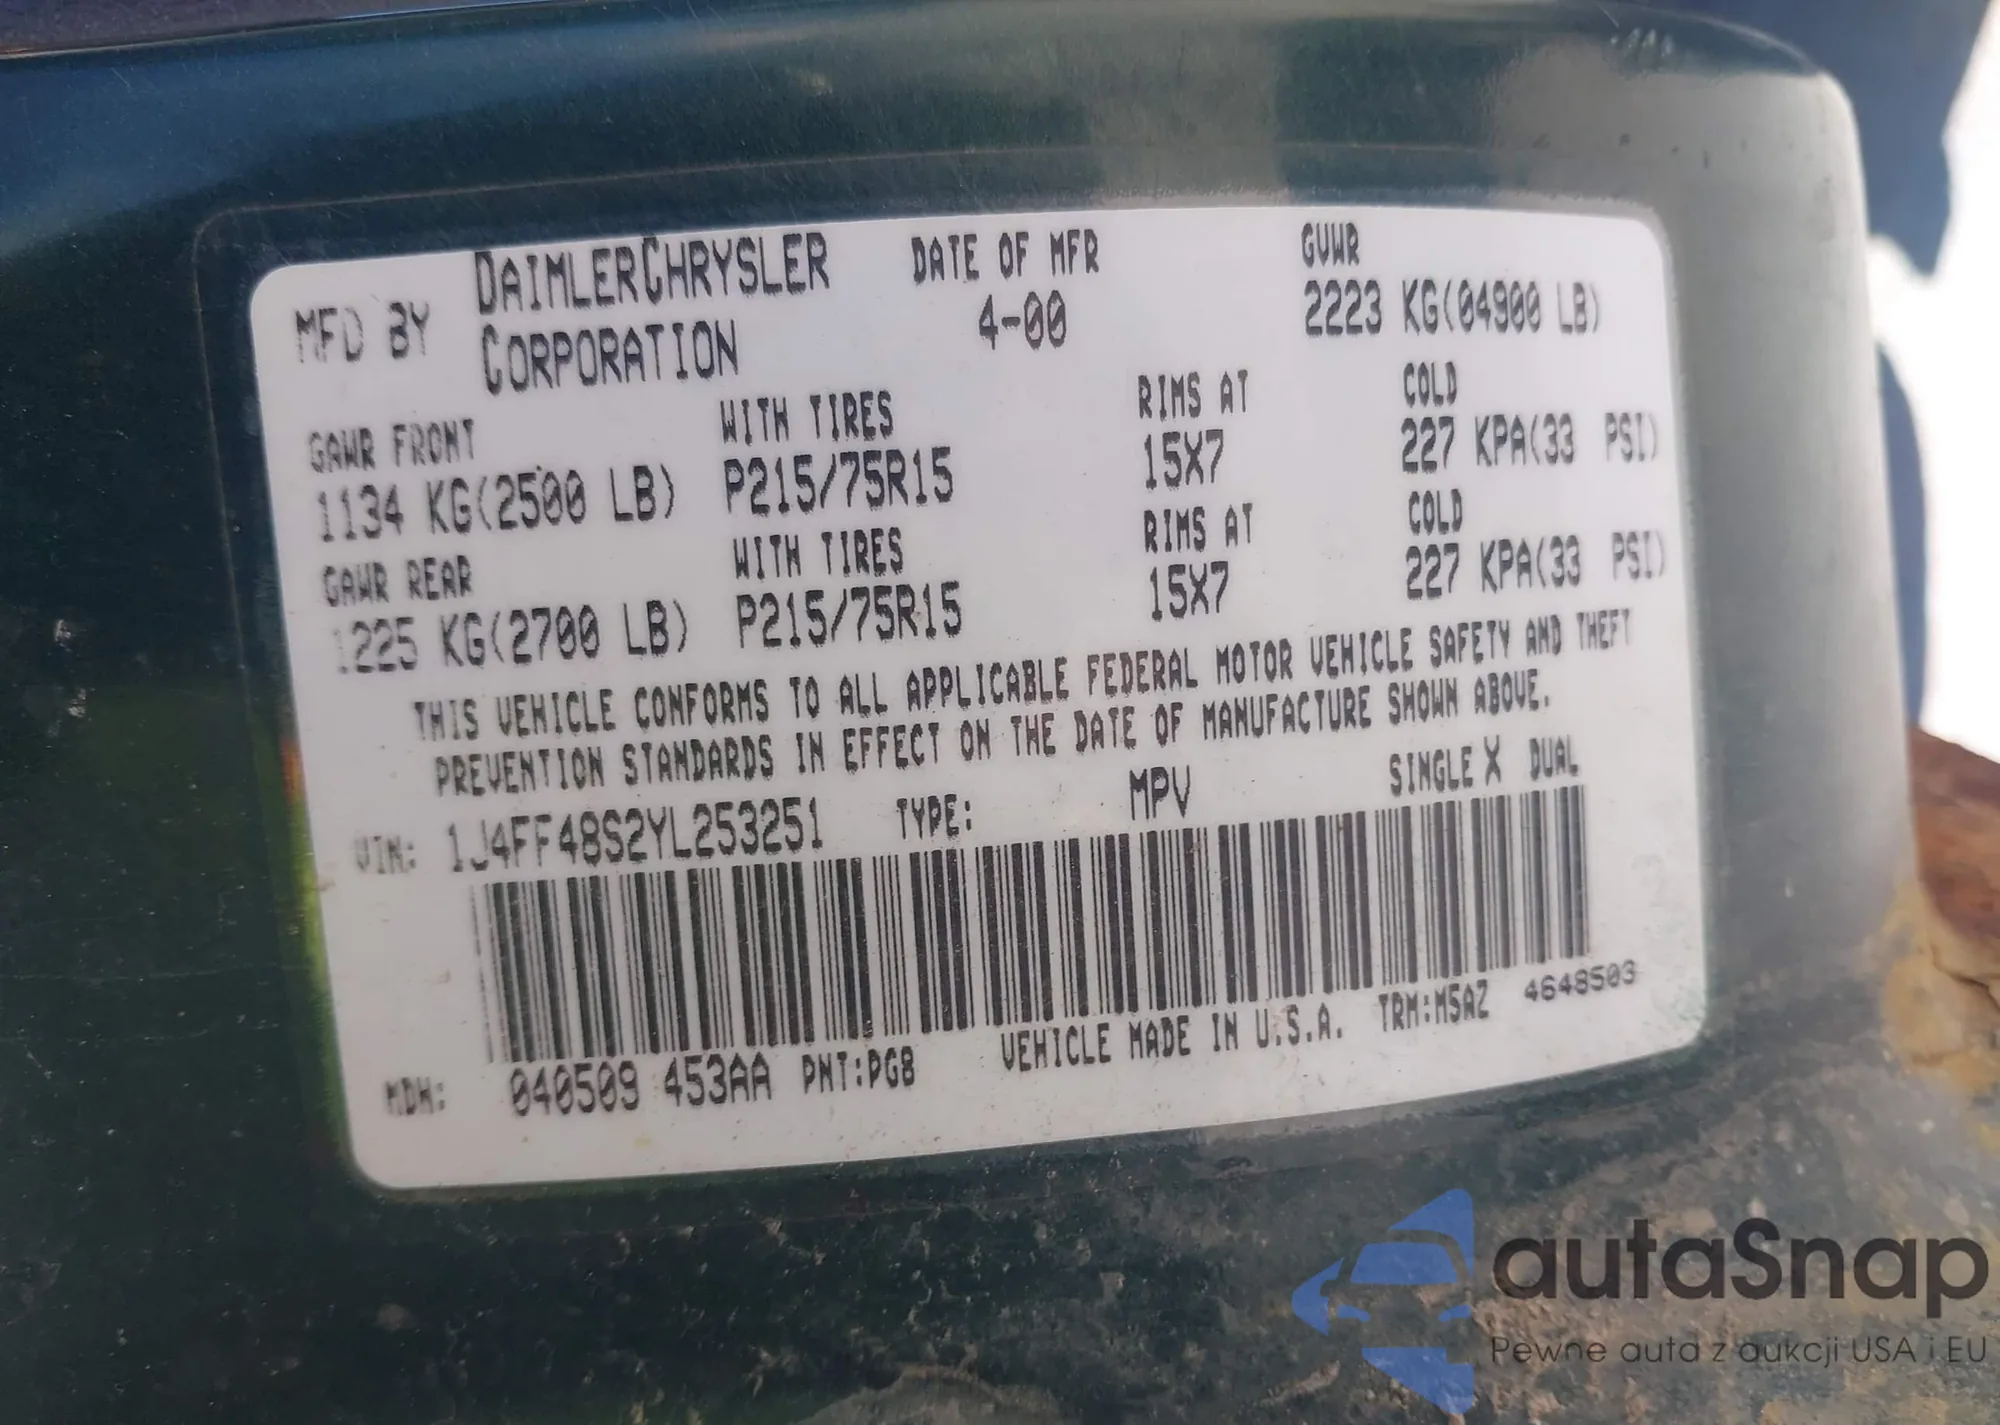 MFD BY DAIMLERCHRYSLER CORPORATION DATE OF MFR 4-00 GVWR 2223 KG(04900 LB)
GAWR FRONT WITH TIRES RIMS AT COLD
1134 KG(2500 LB) P215/75R15 15X7 227 KPA(33 PSI)
GAWR REAR WITH TIRES RIMS AT COLD
1225 KG(2700 LB) P215/75R15 15X7 227 KPA(33 PSI)
THIS VEHICLE CONFORMS TO ALL APPLICABLE FEDERAL MOTOR VEHICLE SAFETY AND THEFT
PREVENTION STANDARDS IN EFFECT ON THE DATE OF MANUFACTURE SHOWN ABOVE.
VIN: 1J4FF48S2YL253251 TYPE: MPV SINGLE X DUAL
MDH: 040509 453AA PNT:PG8 VEHICLE MADE IN U.S.A. TRM:M5AZ 4648503
autaSnap
Pewne auta z aukcji USA i EU